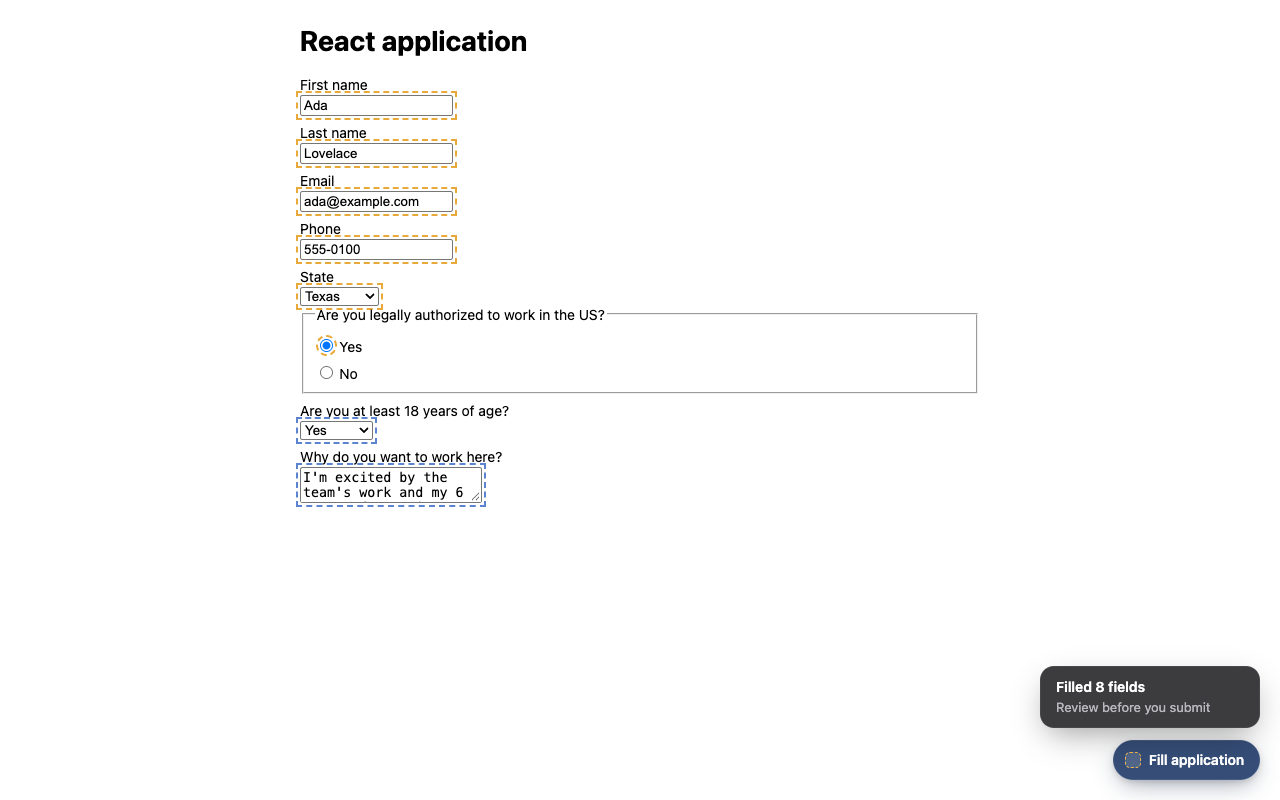 React application
First name
Ada
Last name
Lovelace
Email
ada@example.com
Phone
555-0100
State
Texas
Are you legally authorized to work in the US?
Yes
No
Are you at least 18 years of age?
Yes
Why do you want to work here?
I'm excited by the
team's work and my 6
Filled 8 fields
Review before you submit
Fill application